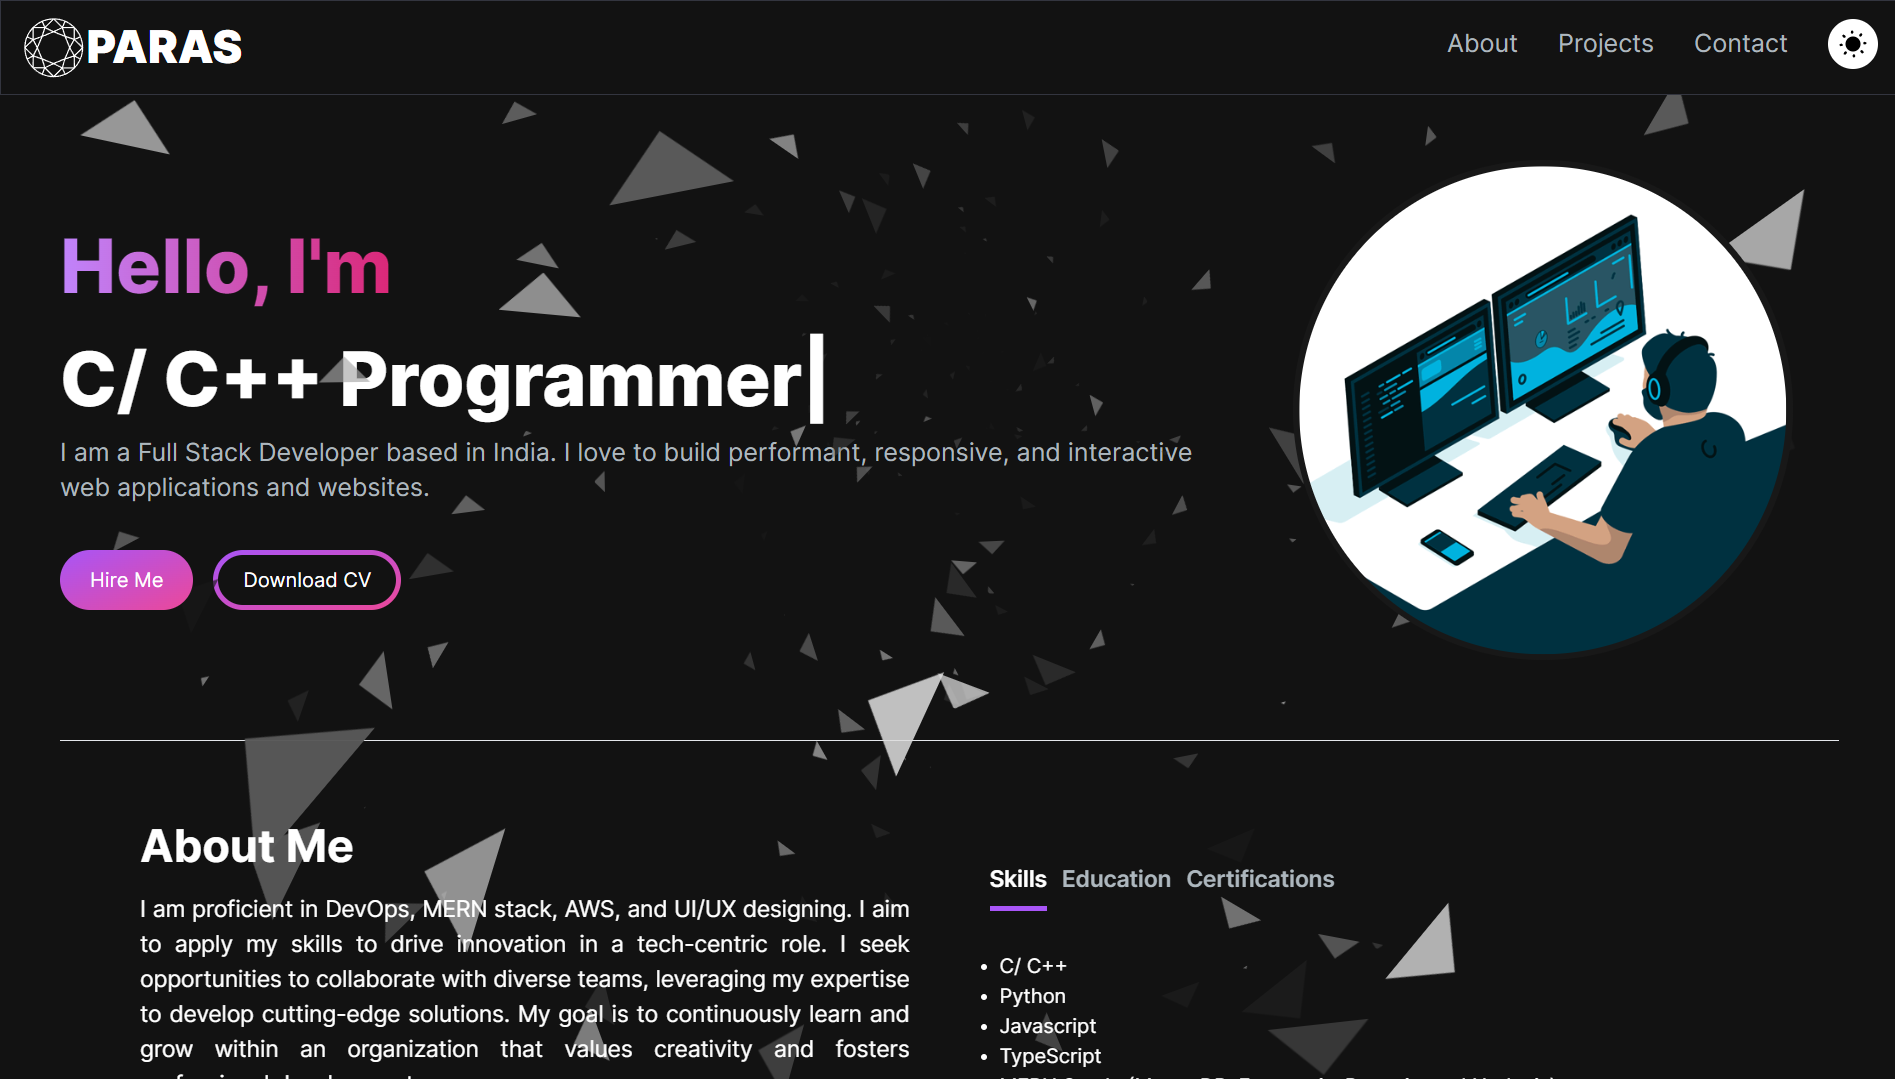 PARAS
About Projects Contact
Hello, I'm
C/ C++ Programmer
I am a Full Stack Developer based in India. I love to build performant, responsive, and interactive
web applications and websites.
Hire Me Download CV
About Me
I am proficient in DevOps, MERN stack, AWS, and UI/UX designing. I aim
to apply my skills to drive innovation in a tech-centric role. I seek
opportunities to collaborate with diverse teams, leveraging my expertise
to develop cutting-edge solutions. My goal is to continuously learn and
grow within an organization that values creativity and fosters
Skills Education Certifications
• C/ C++
• Python
• Javascript
• TypeScript